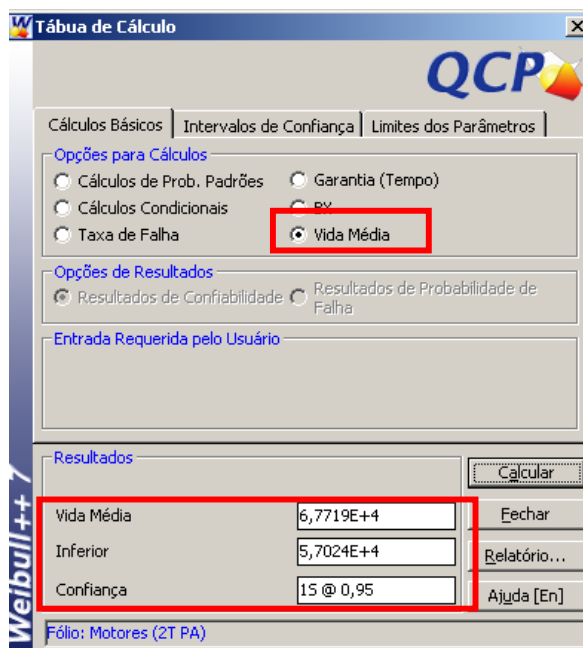 Tábua de Cálculo
QCP
Cálculos Básicos
Intervalos de Confiança
Limites dos Parâmetros
Opções para Cálculos
Cálculos de Prob. Padrões
Garantia (Tempo)
Cálculos Condicionais
BX
Taxa de Falha
Vida Média
Opções de Resultados
Resultados de Confiabilidade
Resultados de Probabilidade de
Falha
Entrada Requerida pelo Usuário
Resultados
Calcular
Vida Média
6,7719E+4
Fechar
Inferior
5,7024E+4
Relatório...
Confiança
1S @ 0,95
Ajuda [En]
Weibull++ 7
Fólio: Motores (2T PA)